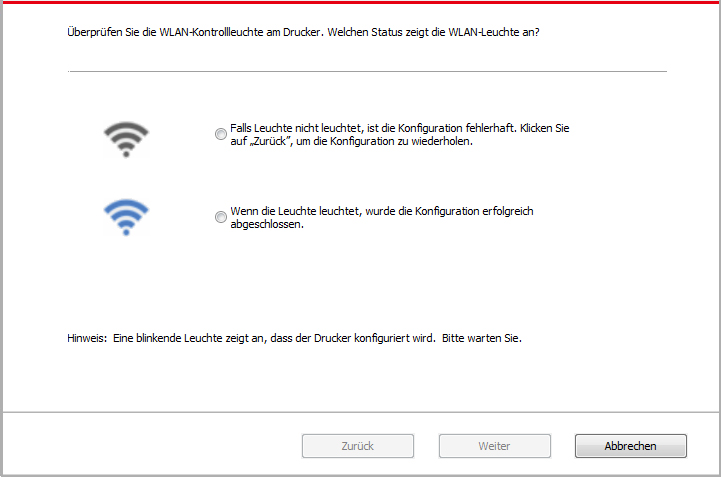 Überprüfen Sie die WLAN-Kontrollleuchte am Drucker. Welchen Status zeigt die WLAN-Leuchte an?
Falls Leuchte nicht leuchtet, ist die Konfiguration fehlerhaft. Klicken Sie
auf „Zurück”, um die Konfiguration zu wiederholen.
Wenn die Leuchte leuchtet, wurde die Konfiguration erfolgreich
abgeschlossen.
Hinweis: Eine blinkende Leuchte zeigt an, dass der Drucker konfiguriert wird. Bitte warten Sie.
Zurück
Weiter
Abbrechen